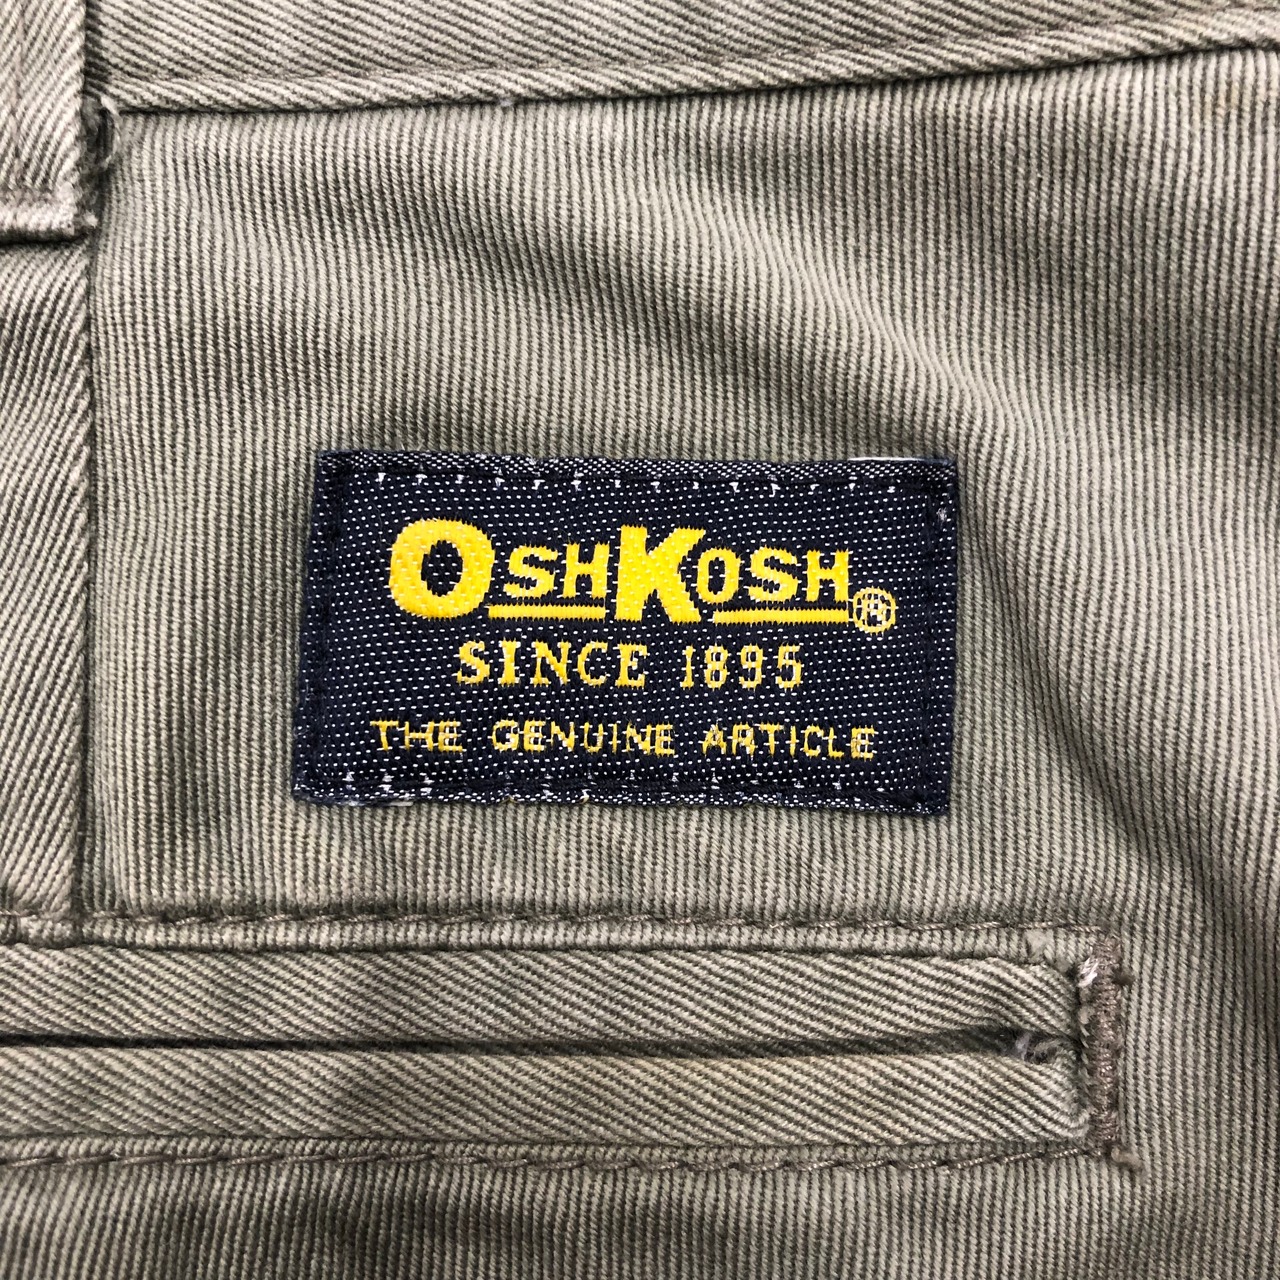 OSHKOSH®
SINCE 1895
THE GENUINE ARTICLE